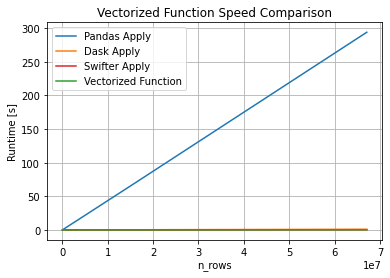 Vectorized Function Speed Comparison
Pandas Apply
Dask Apply
Swifter Apply
Vectorized Function
Runtime [s]
300
250
200
150
100
50
0
0 1 2 3 4 5 6 7
n_rows
1e7